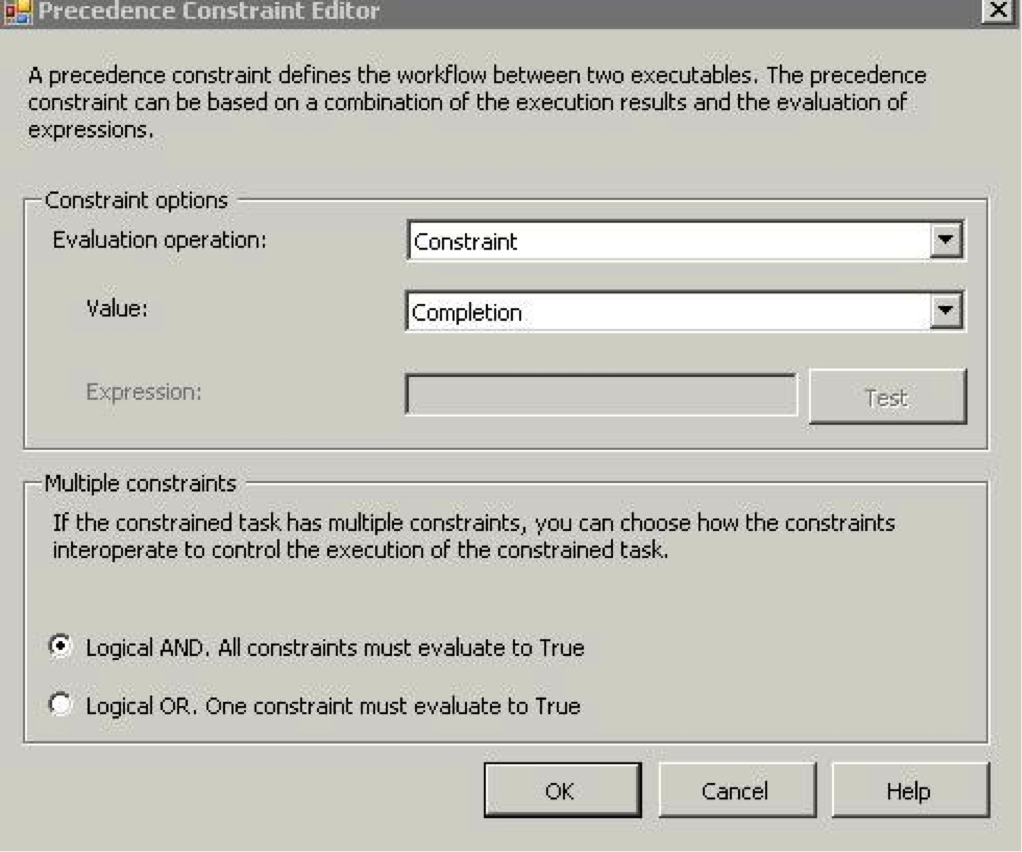 Precedence Constraint Editor
A precedence constraint defines the workflow between two executables. The precedence
constraint can be based on a combination of the execution results and the evaluation of
expressions.
Constraint options
Evaluation operation:
Constraint
Value:
Completion
Expression:
Test
Multiple constraints
If the constrained task has multiple constraints, you can choose how the constraints
interoperate to control the execution of the constrained task.
Logical AND. All constraints must evaluate to True
Logical OR. One constraint must evaluate to True
OK
Cancel
Help